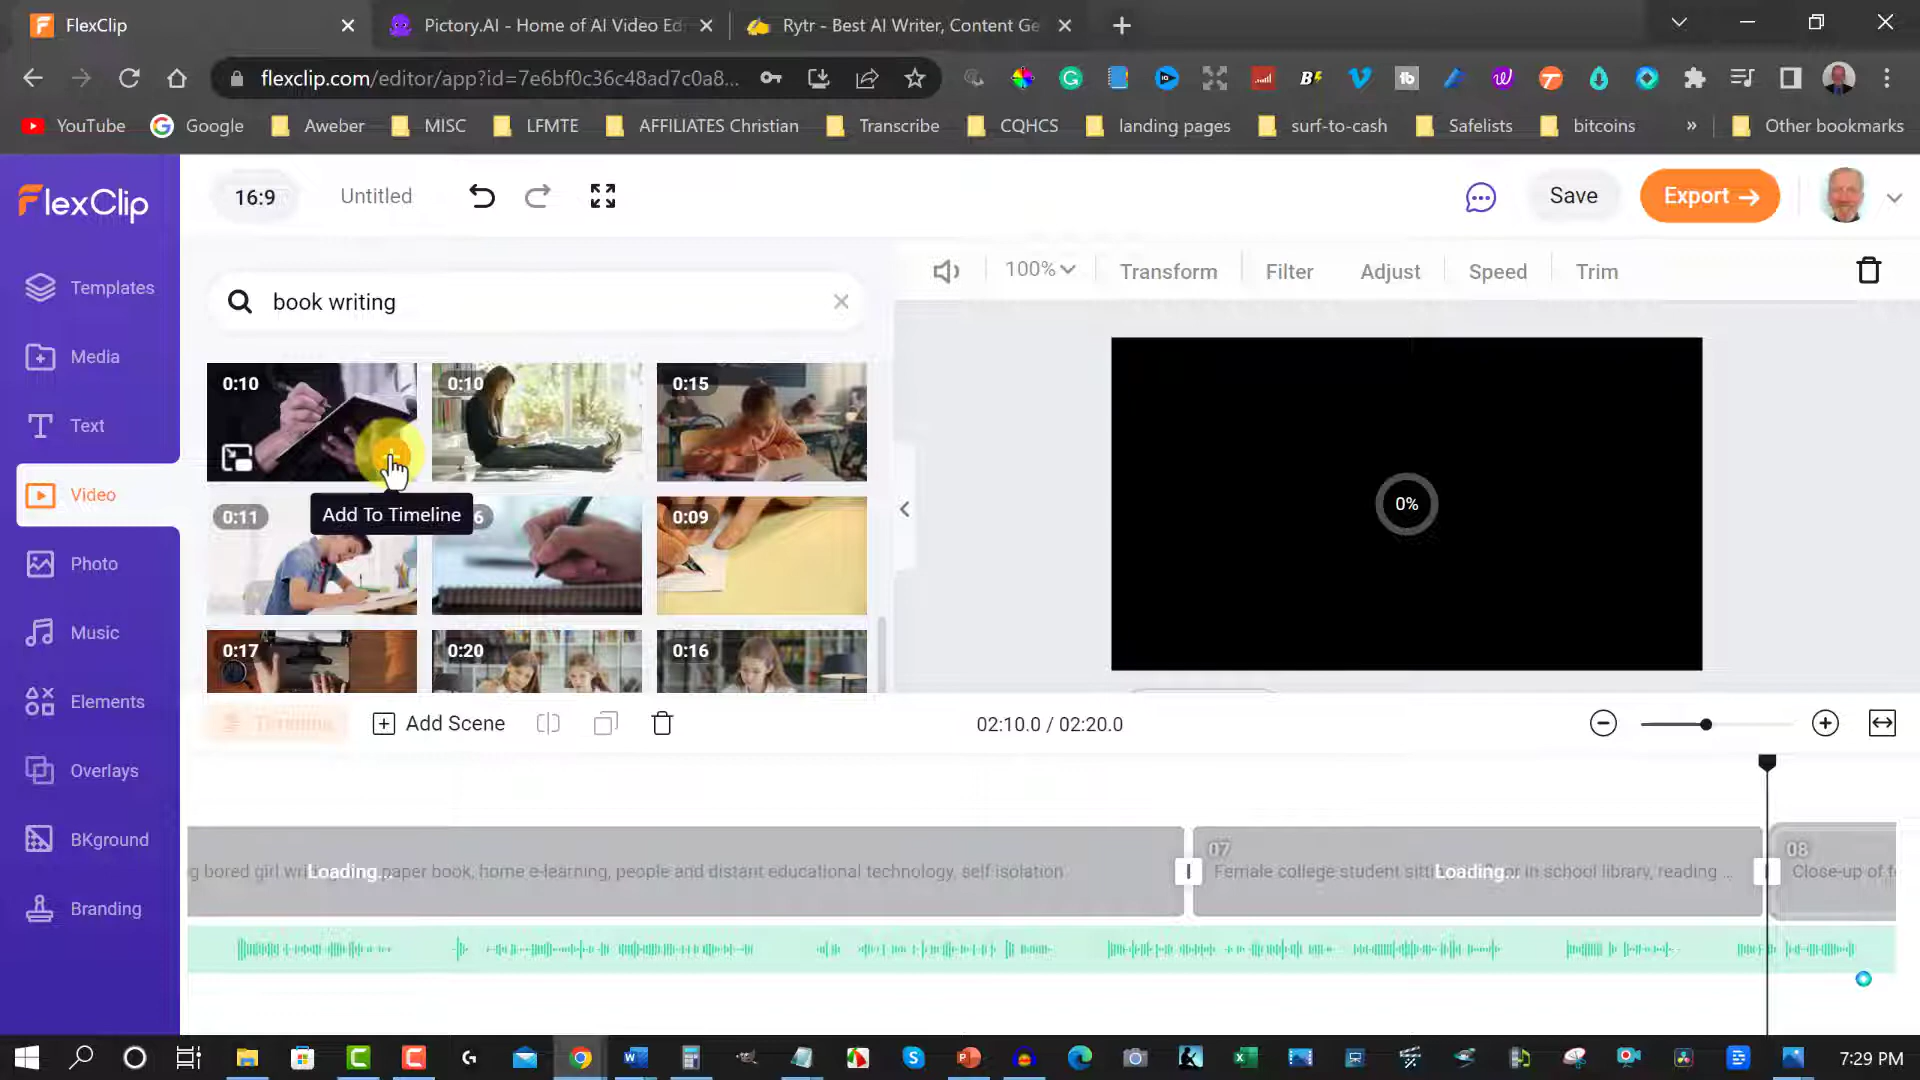 FlexClip
Pictory.AI - Home of AI Video Ed
Rytr - Best AI Writer, Content Ge
flexclip.com/editor/app?id=7e6bf0c36c48ad7c0a8...
YouTube
Google
Aweber
MISC
LFMTE
AFFILIATES Christian
Transcribe
CQHCS
landing pages
surf-to-cash
Safelists
bitcoins
»
Other bookmarks
FlexClip
16:9
Untitled
Save
Export
Templates
Media
Text
Video
Photo
Music
Elements
Overlays
BKground
Branding
book writing
100%
Transform
Filter
Adjust
Speed
Trim
0:10
0:10
0:15
0:11
Add To Timeline
6
0:09
0:17
0:20
0:16
0%
Timeline
Add Scene
02:10.0 / 02:20.0
g bored girl wri
Loading...
paper book, home e-learning, people and distant educational technology, self isolation
07
Female college student sitti
Loading...
or in school library, reading ...
08
Close-up of f
7:29 PM